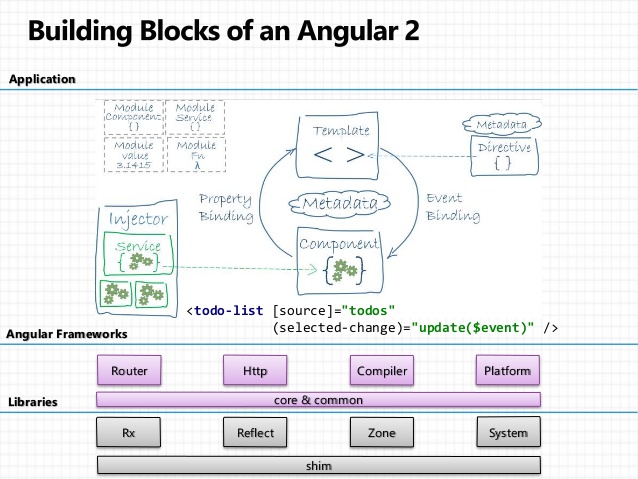 Building Blocks of an Angular 2
Application
Module
Component
{ }
Module
Service
{ }
Module
value
3.1415
Module
Fn
λ
Template
< >
Metadata
Directive
{ }
Property
Binding
Metadata
Event
Binding
Injector
Service
{ }
Component
{ }
<todo-list [source]="todos"
(selected-change)="update($event)" />
Angular Frameworks
Router Http Compiler Platform
core & common
Libraries
Rx Reflect Zone System
shim